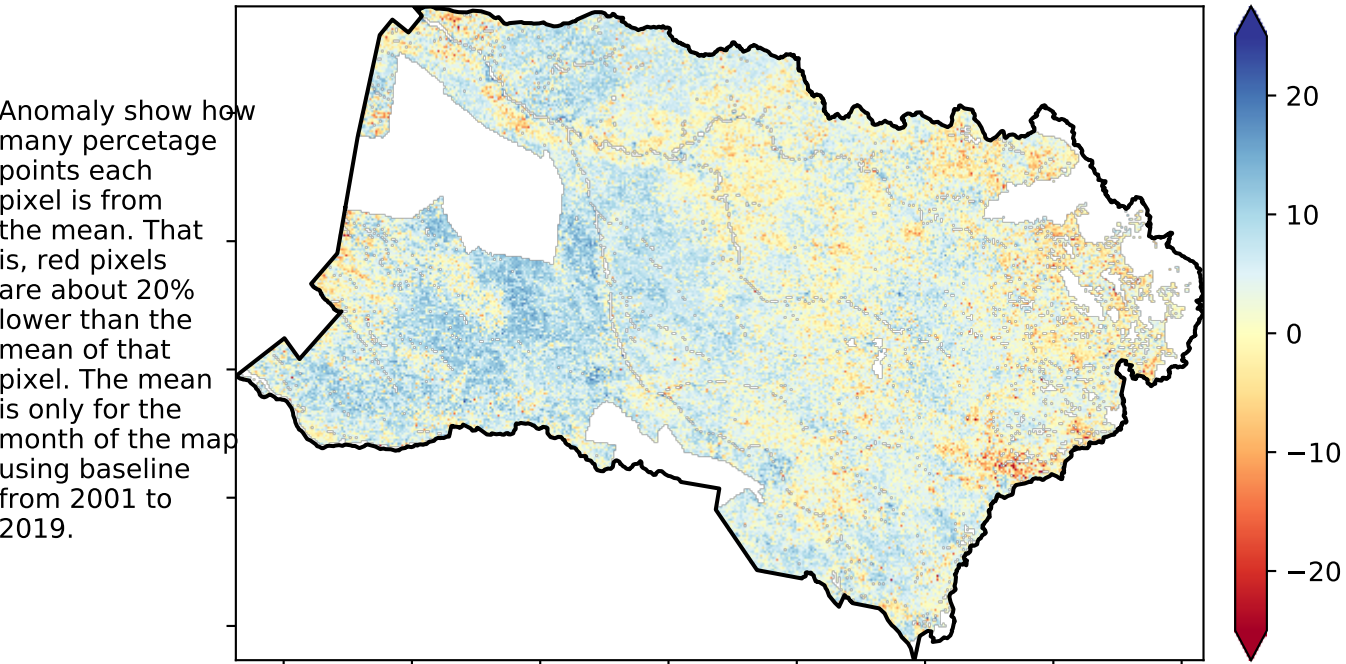 Anomaly show how
many percetage
points each
pixel is from
the mean. That
is, red pixels
are about 20%
lower than the
mean of that
pixel. The mean
is only for the
month of the map
using baseline
from 2001 to
2019.
20
10
0
−10
−20